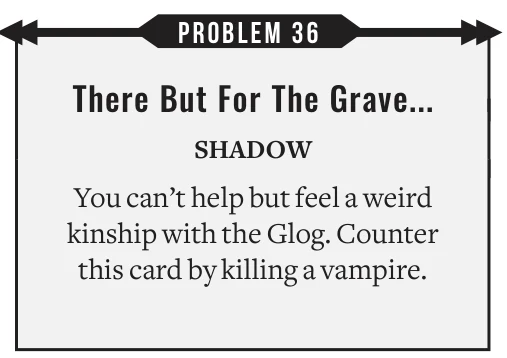 PROBLEM 36
There But For The Grave...
SHADOW
You can’t help but feel a weird
kinship with the Glog. Counter
this card by killing a vampire.